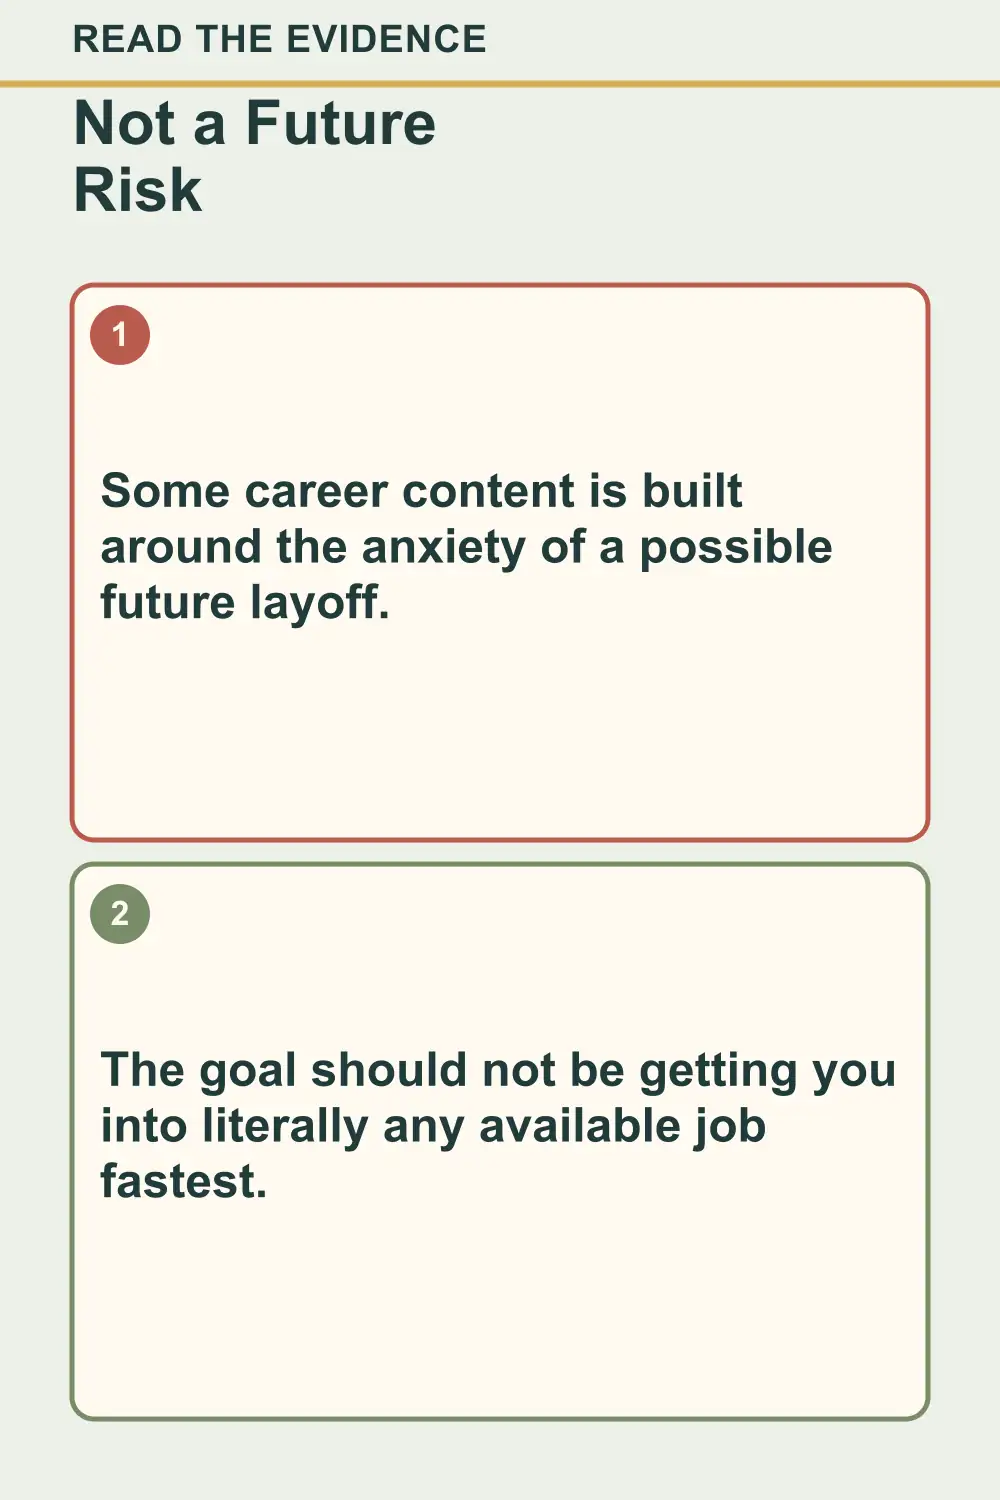 READ THE EVIDENCE
Not a Future
Risk
1
Some career content is built
around the anxiety of a possible
future layoff.
2
The goal should not be getting you
into literally any available job
fastest.